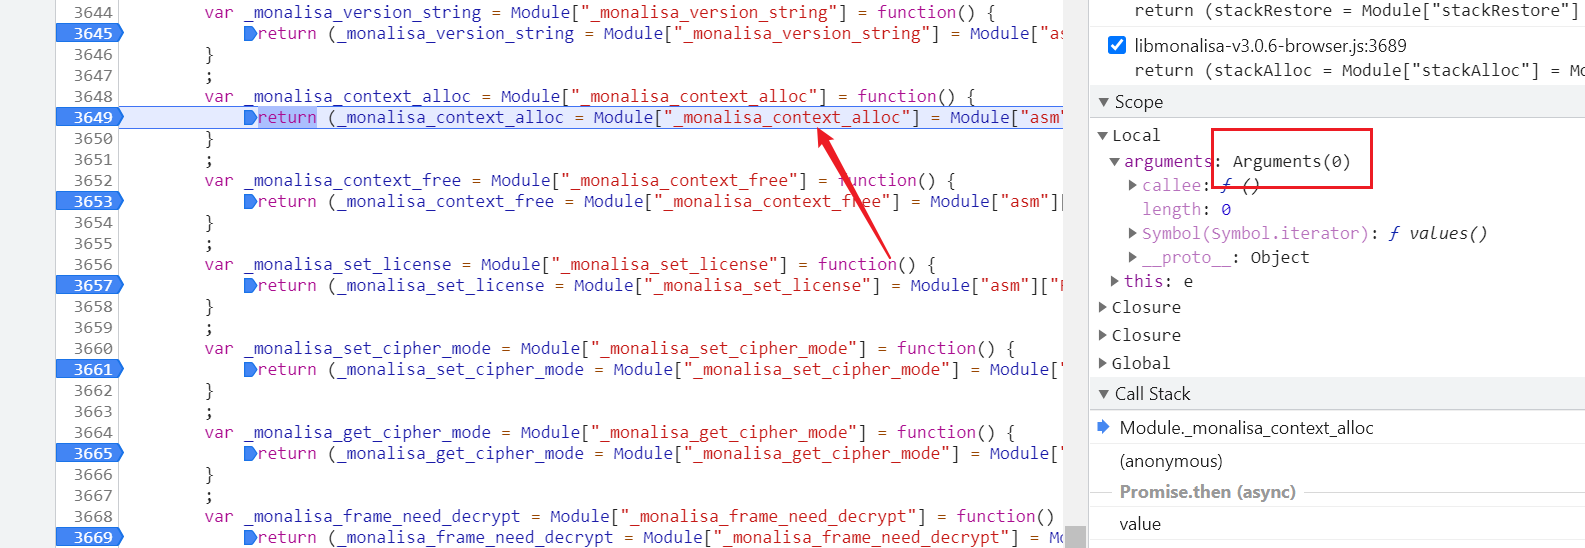 3644 var _monalisa_version_string = Module["_monalisa_version_string"] = function() {
3645 return (_monalisa_version_string = Module["_monalisa_version_string"] = Module["as
3646 }
3647 ;
3648 var _monalisa_context_alloc = Module["_monalisa_context_alloc"] = function() {
3649 return (_monalisa_context_alloc = Module["_monalisa_context_alloc"] = Module["asm"
3650 }
3651 ;
3652 var _monalisa_context_free = Module["_monalisa_context_free"] = function() {
3653 return (_monalisa_context_free = Module["_monalisa_context_free"] = Module["asm"][
3654 }
3655 ;
3656 var _monalisa_set_license = Module["_monalisa_set_license"] = function() {
3657 return (_monalisa_set_license = Module["_monalisa_set_license"] = Module["asm"]["
3658 }
3659 ;
3660 var _monalisa_set_cipher_mode = Module["_monalisa_set_cipher_mode"] = function() {
3661 return (_monalisa_set_cipher_mode = Module["_monalisa_set_cipher_mode"] = Module["
3662 }
3663 ;
3664 var _monalisa_get_cipher_mode = Module["_monalisa_get_cipher_mode"] = function() {
3665 return (_monalisa_get_cipher_mode = Module["_monalisa_get_cipher_mode"] = Module["
3666 }
3667 ;
3668 var _monalisa_frame_need_decrypt = Module["_monalisa_frame_need_decrypt"] = function()
3669 return (_monalisa_frame_need_decrypt = Module["_monalisa_frame_need_decrypt"] = Mo
return (stackRestore = Module["stackRestore"]
libmonalisa-v3.0.6-browser.js:3689
return (stackAlloc = Module["stackAlloc"] = Mo
Scope
Local
arguments: Arguments(0)
callee: ƒ ()
length: 0
Symbol(Symbol.iterator): ƒ values()
__proto__: Object
this: e
Closure
Closure
Global
Call Stack
Module._monalisa_context_alloc
(anonymous)
Promise.then (async)
value